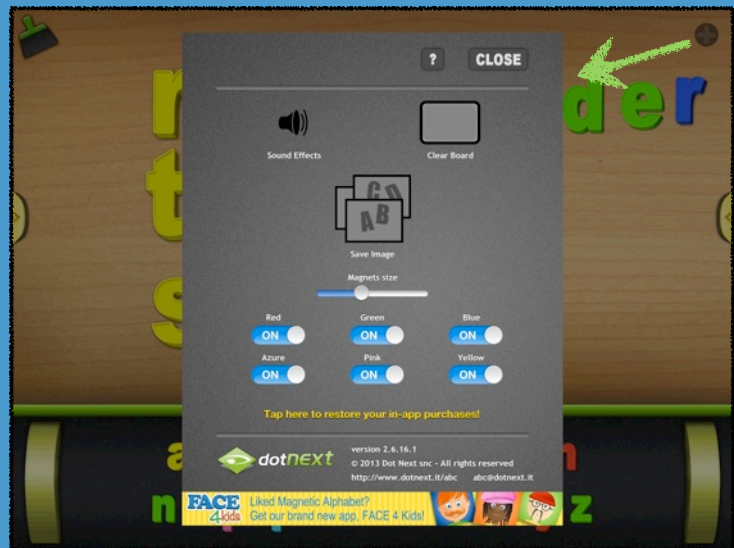 ? CLOSE
der
Sound Effects Clear Board
C D
A B
Save Image
Magnets size
Red Green Blue
ON ON ON
Azure Pink Yellow
ON ON ON
Tap here to restore your in-app purchases!
dotnext
version 2.6.16.1
© 2013 Dot Next snc - All rights reserved
http://www.dotnext.it/abc abc@dotnext.it
FACE 4kids
Liked Magnetic Alphabet?
Get our brand new app, FACE 4 Kids!
t
s
a
n
z